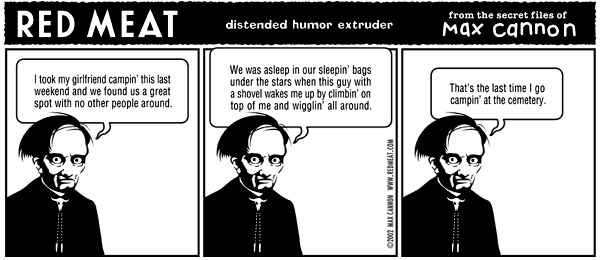 RED MEAT
distended humor extruder
from the secret files of
Max cannon
I took my girlfriend campin' this last
weekend and we found us a great
spot with no other people around.
We was asleep in our sleepin' bags
under the stars when this guy with
a shovel wakes me up by climbin' on
top of me and wigglin' all around.
©2002 MAX CANNON WWW.REDMEAT.COM
That's the last time I go
campin' at the cemetery.